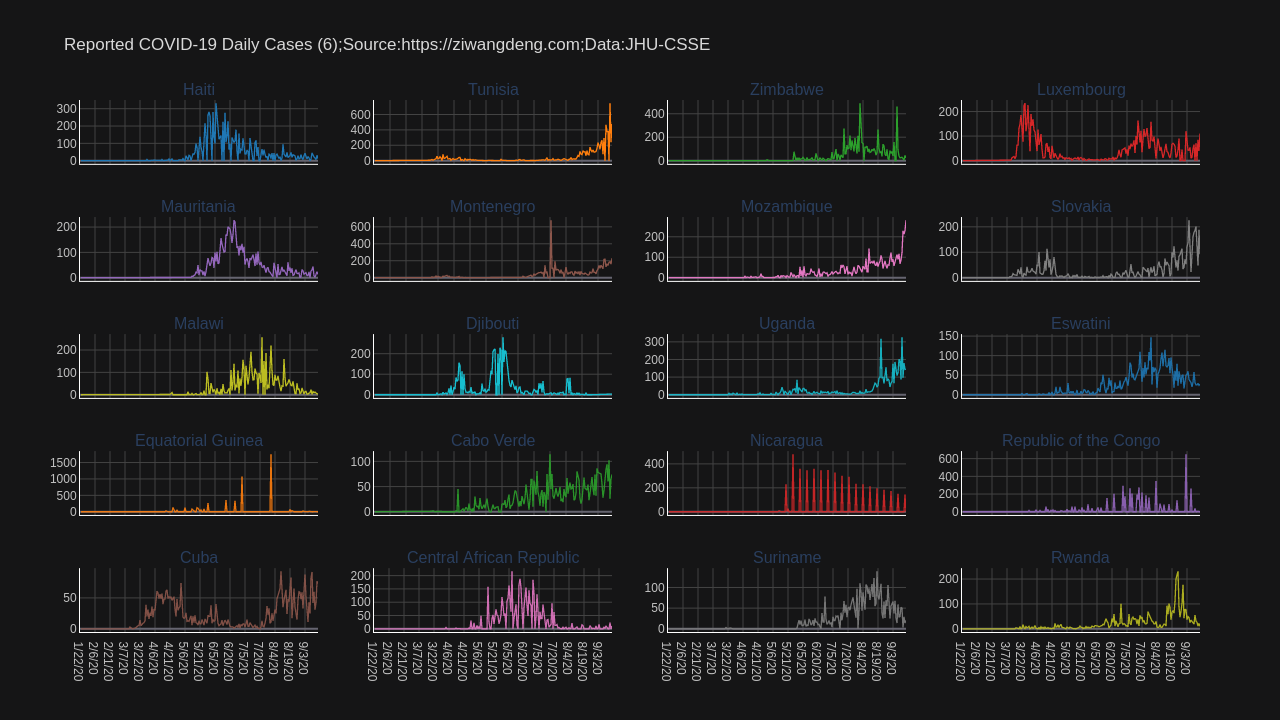 Reported COVID-19 Daily Cases (6);Source:https://ziwangdeng.com;Data:JHU-CSSE
Haiti
Tunisia
Zimbabwe
Luxembourg
300
200
100
0
600
400
200
0
400
200
0
200
100
0
Mauritania
Montenegro
Mozambique
Slovakia
200
100
0
600
400
200
0
200
100
0
200
100
0
Malawi
Djibouti
Uganda
Eswatini
200
100
0
200
100
0
300
200
100
0
150
100
50
0
Equatorial Guinea
Cabo Verde
Nicaragua
Republic of the Congo
1500
1000
500
0
100
50
0
400
200
0
600
400
200
0
Cuba
Central African Republic
Suriname
Rwanda
50
0
200
150
100
50
0
100
50
0
200
100
0
1/22/20 2/6/20 2/21/20 3/7/20 3/22/20 4/6/20 4/21/20 5/6/20 5/21/20 6/5/20 6/20/20 7/5/20 7/20/20 8/4/20 8/19/20 9/3/20
1/22/20 2/6/20 2/21/20 3/7/20 3/22/20 4/6/20 4/21/20 5/6/20 5/21/20 6/5/20 6/20/20 7/5/20 7/20/20 8/4/20 8/19/20 9/3/20
1/22/20 2/6/20 2/21/20 3/7/20 3/22/20 4/6/20 4/21/20 5/6/20 5/21/20 6/5/20 6/20/20 7/5/20 7/20/20 8/4/20 8/19/20 9/3/20
1/22/20 2/6/20 2/21/20 3/7/20 3/22/20 4/6/20 4/21/20 5/6/20 5/21/20 6/5/20 6/20/20 7/5/20 7/20/20 8/4/20 8/19/20 9/3/20